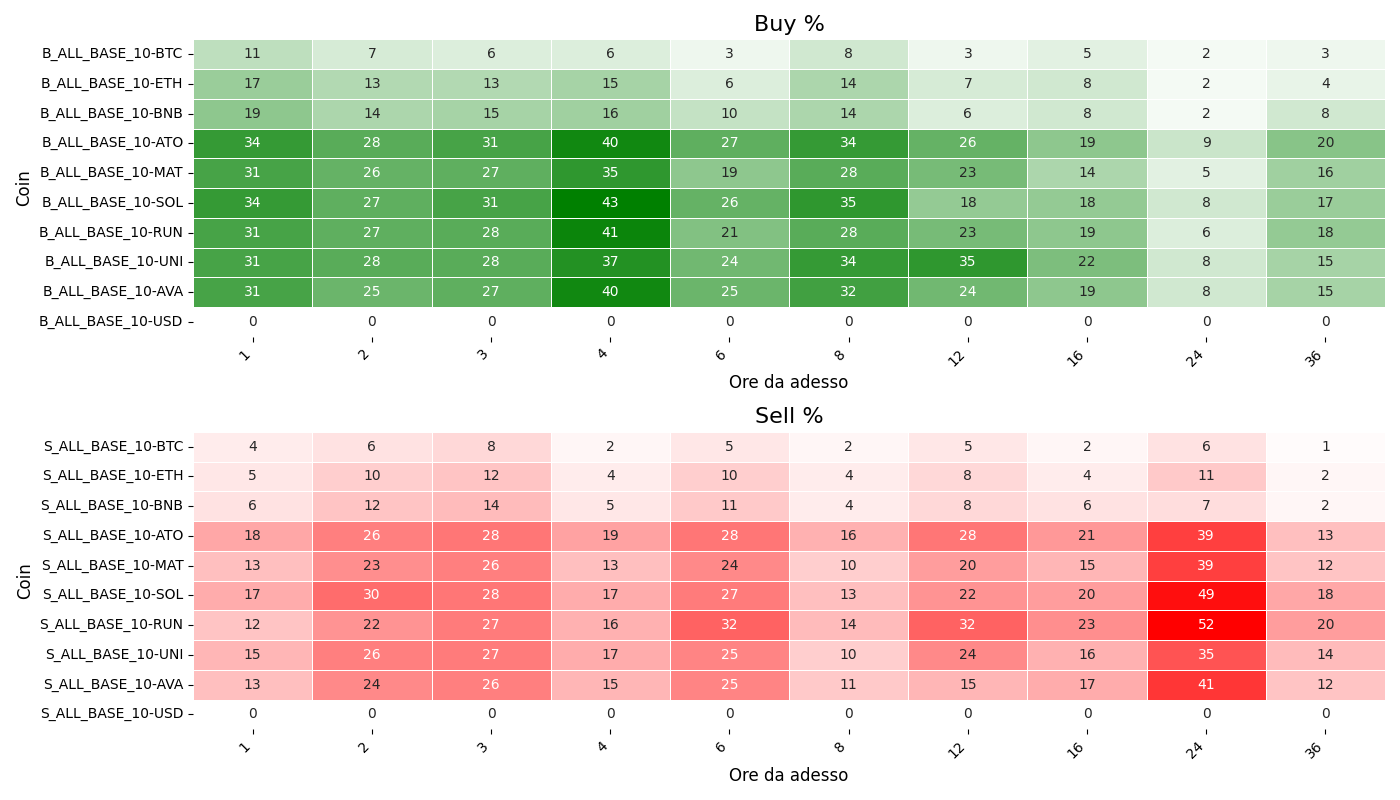 Buy %
Coin
B_ALL_BASE_10-BTC 11 7 6 6 3 8 3 5 2 3
B_ALL_BASE_10-ETH 17 13 13 15 6 14 7 8 2 4
B_ALL_BASE_10-BNB 19 14 15 16 10 14 6 8 2 8
B_ALL_BASE_10-ATO 34 28 31 40 27 34 26 19 9 20
B_ALL_BASE_10-MAT 31 26 27 35 19 28 23 14 5 16
B_ALL_BASE_10-SOL 34 27 31 43 26 35 18 18 8 17
B_ALL_BASE_10-RUN 31 27 28 41 21 28 23 19 6 18
B_ALL_BASE_10-UNI 31 28 28 37 24 34 35 22 8 15
B_ALL_BASE_10-AVA 31 25 27 40 25 32 24 19 8 15
B_ALL_BASE_10-USD 0 0 0 0 0 0 0 0 0 0
1 2 3 4 6 8 12 16 24 36
Ore da adesso
Sell %
Coin
S_ALL_BASE_10-BTC 4 6 8 2 5 2 5 2 6 1
S_ALL_BASE_10-ETH 5 10 12 4 10 4 8 4 11 2
S_ALL_BASE_10-BNB 6 12 14 5 11 4 8 6 7 2
S_ALL_BASE_10-ATO 18 26 28 19 28 16 28 21 39 13
S_ALL_BASE_10-MAT 13 23 26 13 24 10 20 15 39 12
S_ALL_BASE_10-SOL 17 30 28 17 27 13 22 20 49 18
S_ALL_BASE_10-RUN 12 22 27 16 32 14 32 23 52 20
S_ALL_BASE_10-UNI 15 26 27 17 25 10 24 16 35 14
S_ALL_BASE_10-AVA 13 24 26 15 25 11 15 17 41 12
S_ALL_BASE_10-USD 0 0 0 0 0 0 0 0 0 0
1 2 3 4 6 8 12 16 24 36
Ore da adesso